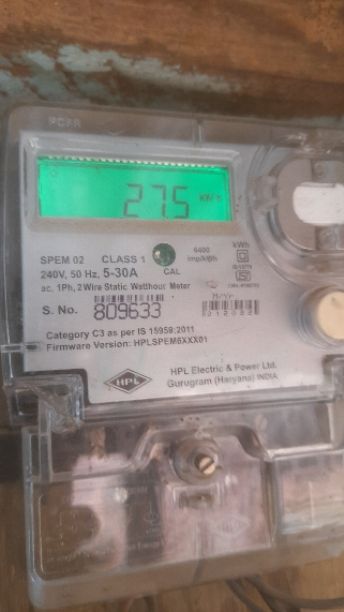 27.5 kWh
SPEM 02 CLASS 1
240V, 50 Hz, 5-30A
CAL
6400
imp/kWh
kWh
ac, 1Ph, 2 Wire Static Watthour Meter
S. No. 809633
Category C3 as per IS 15959:2011
Firmware Version: HPLSPEM6XXX01
HPL
HPL Electric & Power Ltd.
Gurugram (Haryana) INDIA
HPL